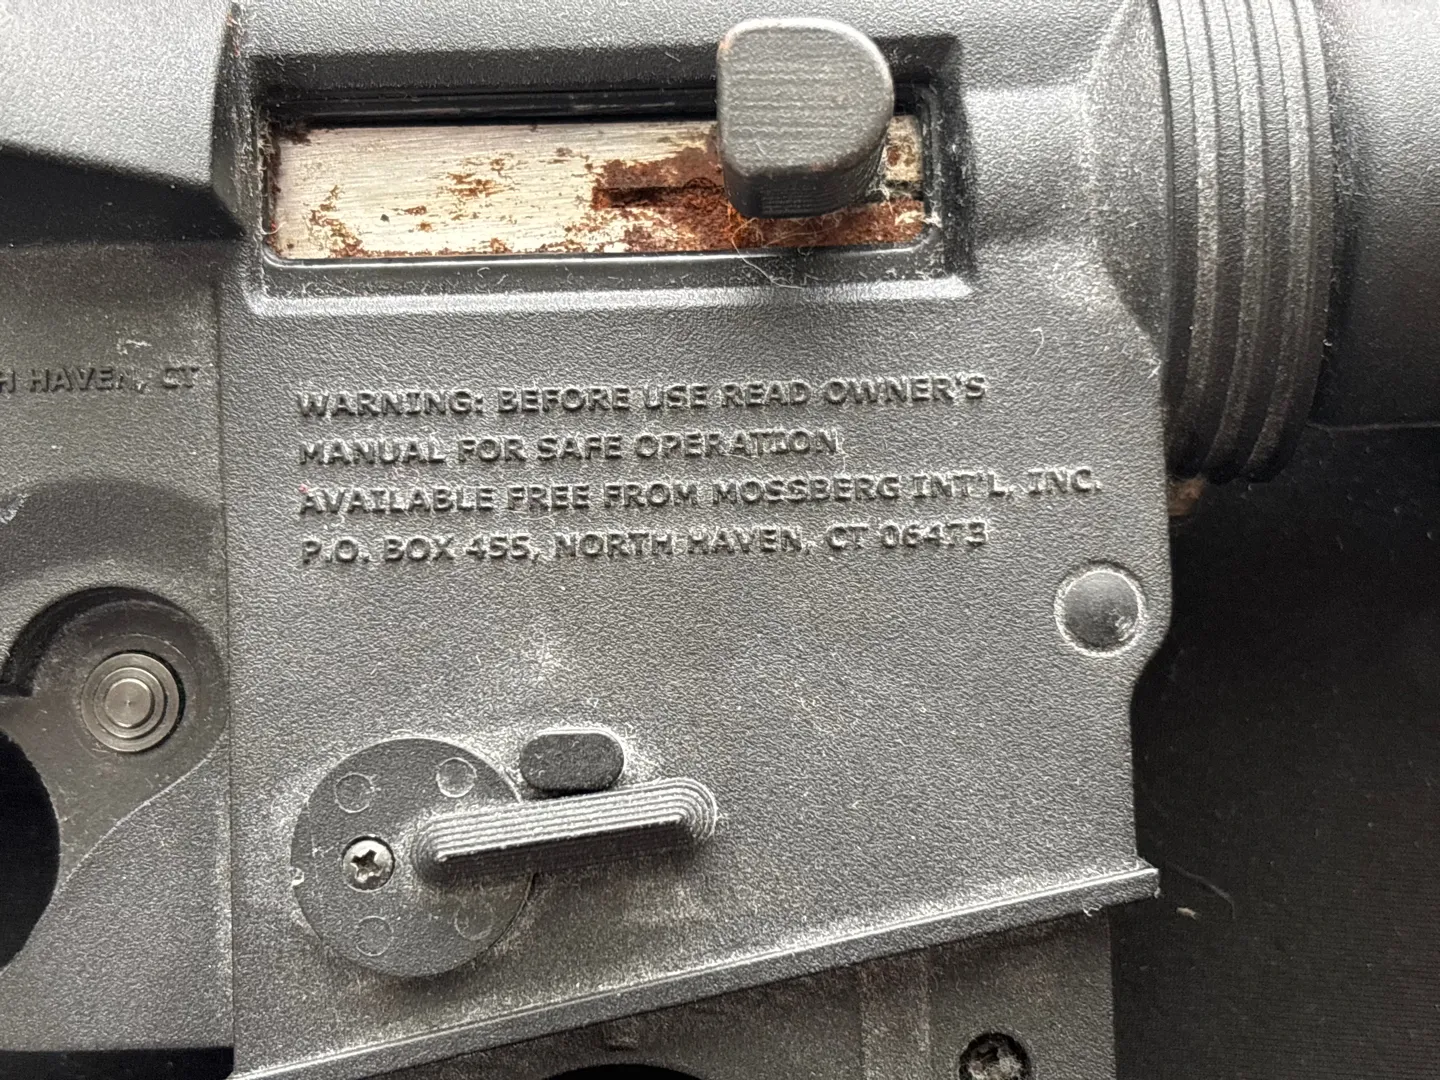 H HAVEN, CT
WARNING: BEFORE USE READ OWNER'S
MANUAL FOR SAFE OPERATION
AVAILABLE FREE FROM MOSSBERG INT'L, INC.
P.O. BOX 455, NORTH HAVEN, CT 06473